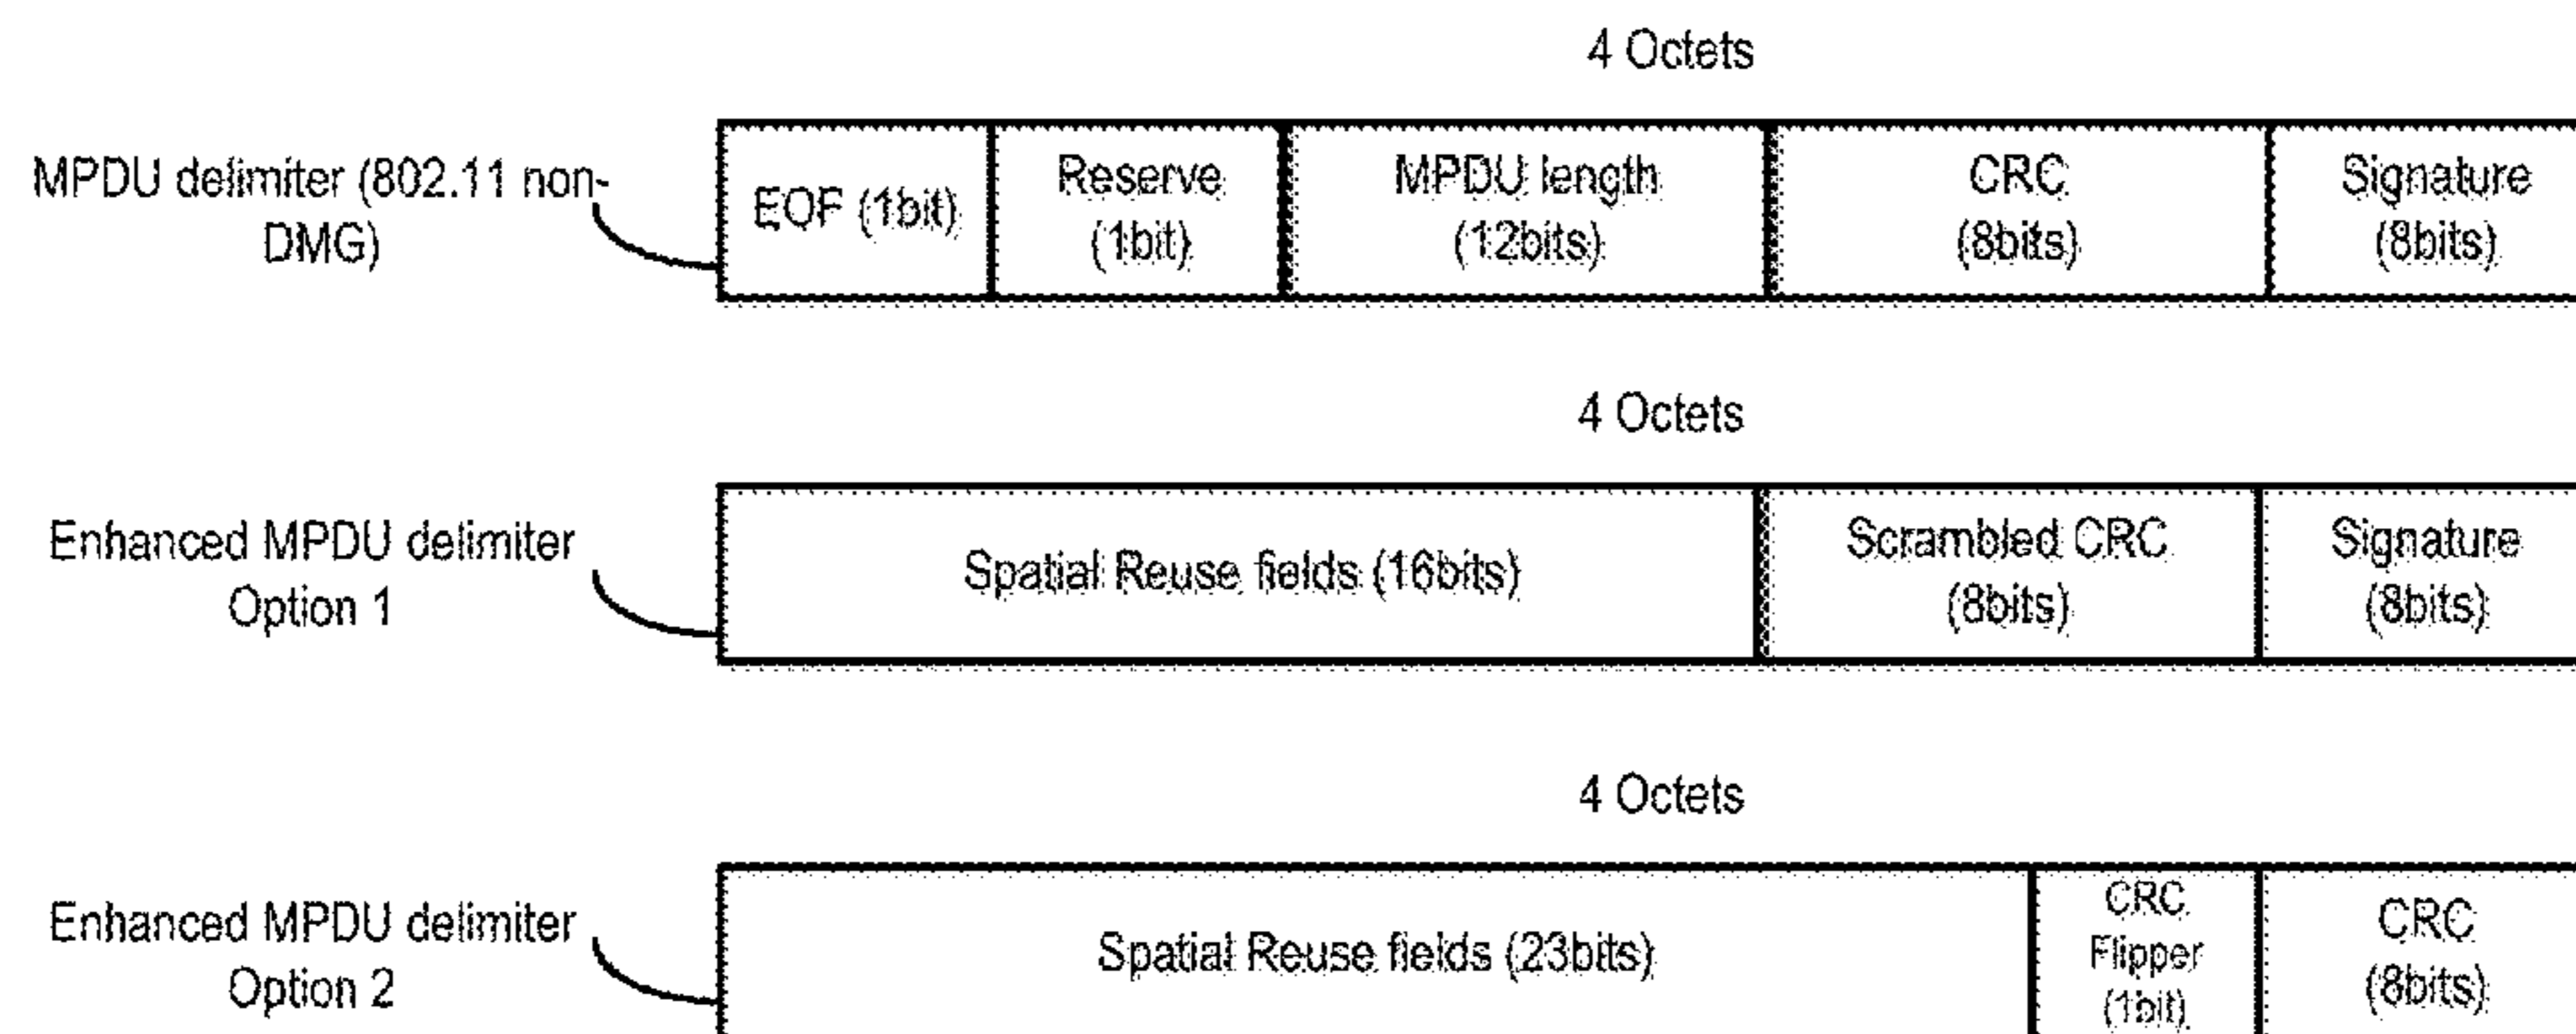 4 Octets
MPDU delimiter (802.11 non-
DMG)
EOF (1bit)
Reserve
(1bit)
MPDU length
(12bits)
CRC
(8bits)
Signature
(8bits)
4 Octets
Enhanced MPDU delimiter
Option 1
Spatial Reuse fields (16bits)
Scrambled CRC
(8bits)
Signature
(8bits)
4 Octets
Enhanced MPDU delimiter
Option 2
Spatial Reuse fields (23bits)
CRC
Flipper
(1bit)
CRC
(8bits)